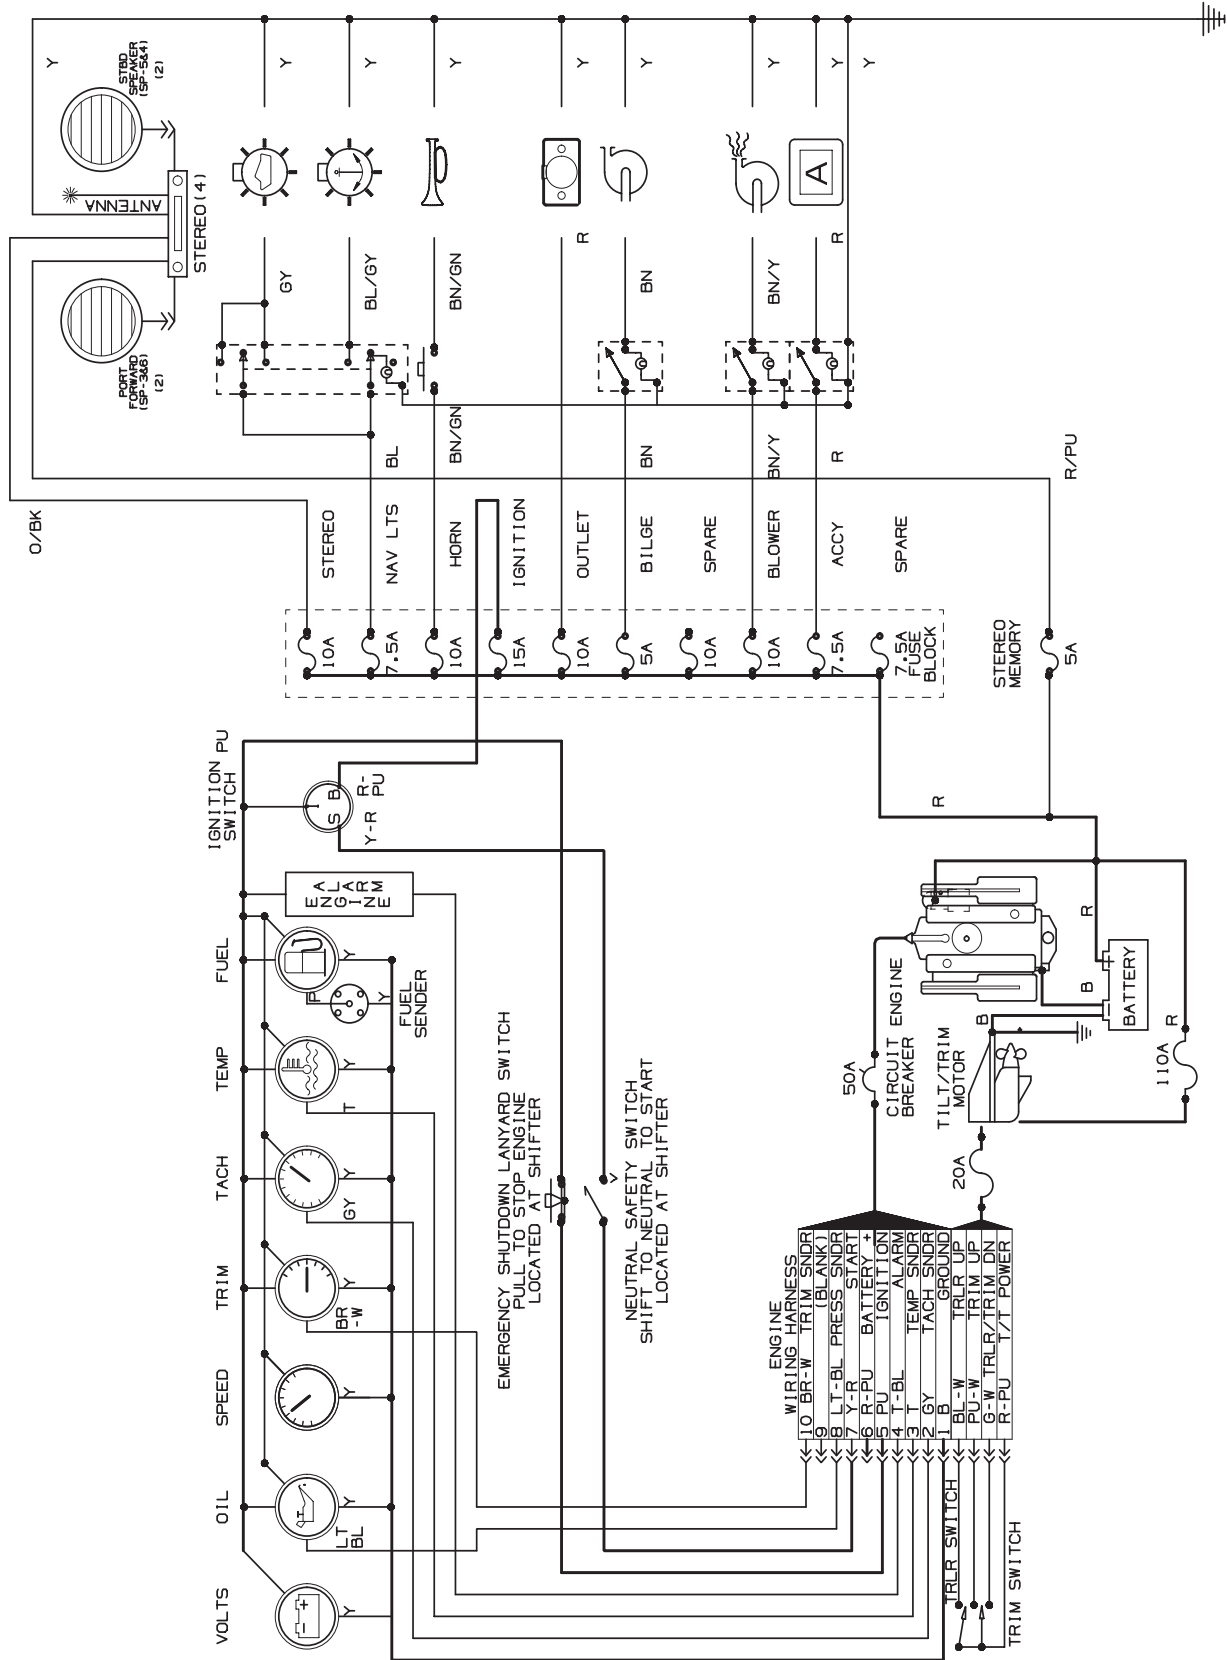 STBD
SPEAKER
(SP-5&4)
(2)
ANTENNA
STEREO(4)
PORT
FORWARD
(SP-3&6)
(2)
Y
Y
Y
Y
Y
Y
Y
Y
Y
GY
BL/GY
BN/GN
R
BN
BN/Y
R
BL
BN/GN
BN
BN/Y
R
R/PU
O/BK
STEREO
NAV LTS
HORN
IGNITION
OUTLET
BILGE
SPARE
BLOWER
ACCY
SPARE
10A
7.5A
10A
15A
10A
5A
10A
10A
7.5A
7.5A
FUSE
BLOCK
STEREO
MEMORY
5A
IGNITION
SWITCH
PU
I
S B
R-
PU
Y-R
ENGINE
ALARM
FUEL
Y
P
Y
FUEL
SENDER
TEMP
Y
T
TACH
Y
GY
TRIM
Y
BR
-W
SPEED
Y
OIL
Y
LT
BL
VOLTS
Y
EMERGENCY SHUTDOWN LANYARD SWITCH
PULL TO STOP ENGINE
LOCATED AT SHIFTER
NEUTRAL SAFETY SWITCH
SHIFT TO NEUTRAL TO START
LOCATED AT SHIFTER
R
R
B
B
R
BATTERY
ENGINE
50A
CIRCUIT
BREAKER
TILT/TRIM
MOTOR
110A
20A
A
ENGINE
WIRING HARNESS
10 BR-W TRIM SNDR
9 (BLANK)
8 LT-BL PRESS SNDR
7 Y-R START
6 R-PU BATTERY +
5 PU IGNITION
4 T-BL ALARM
3 T TEMP SNDR
2 GY TACH SNDR
1 B GROUND
BL-W TRLR UP
PU-W TRIM UP
G-W TRLR/TRIM DN
R-PU T/T POWER
TRLR SWITCH
TRIM SWITCH